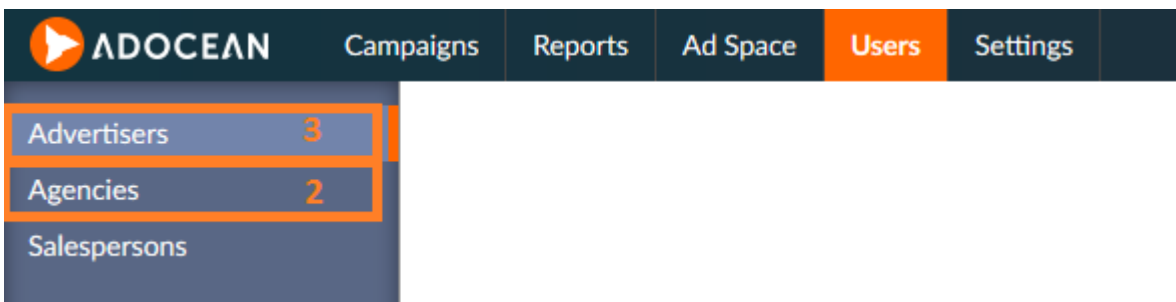 ADOCEAN Campaigns Reports Ad Space Users Settings
Advertisers 3
Agencies 2
Salespersons